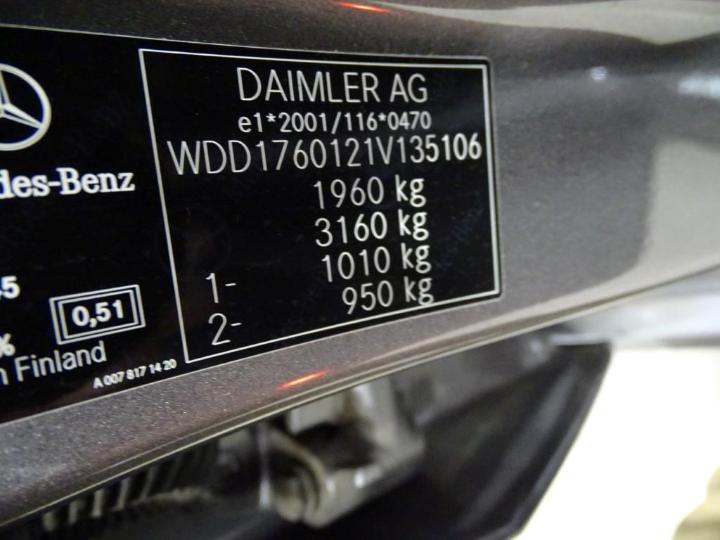 DAIMLER AG
e1*2001/116*0470
WDD1760121V135106
1960 kg
3160 kg
1- 1010 kg
2- 950 kg
des-Benz
5
0,51
%
n Finland
A 007 817 14 20